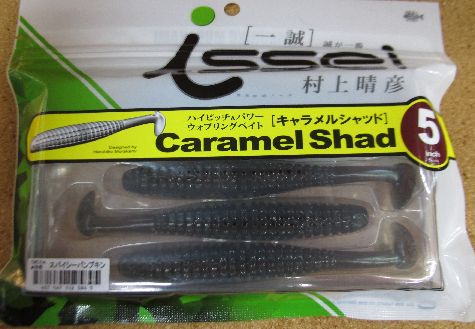 [一誠] 誠が一番
issei
村上晴彦
ハイピッチ&パワー
ウォブリングベイト
[キャラメルシャッド]
Caramel Shad
5
inch
Designed by
Haruhiko Murakami
スパイシーパンプキン